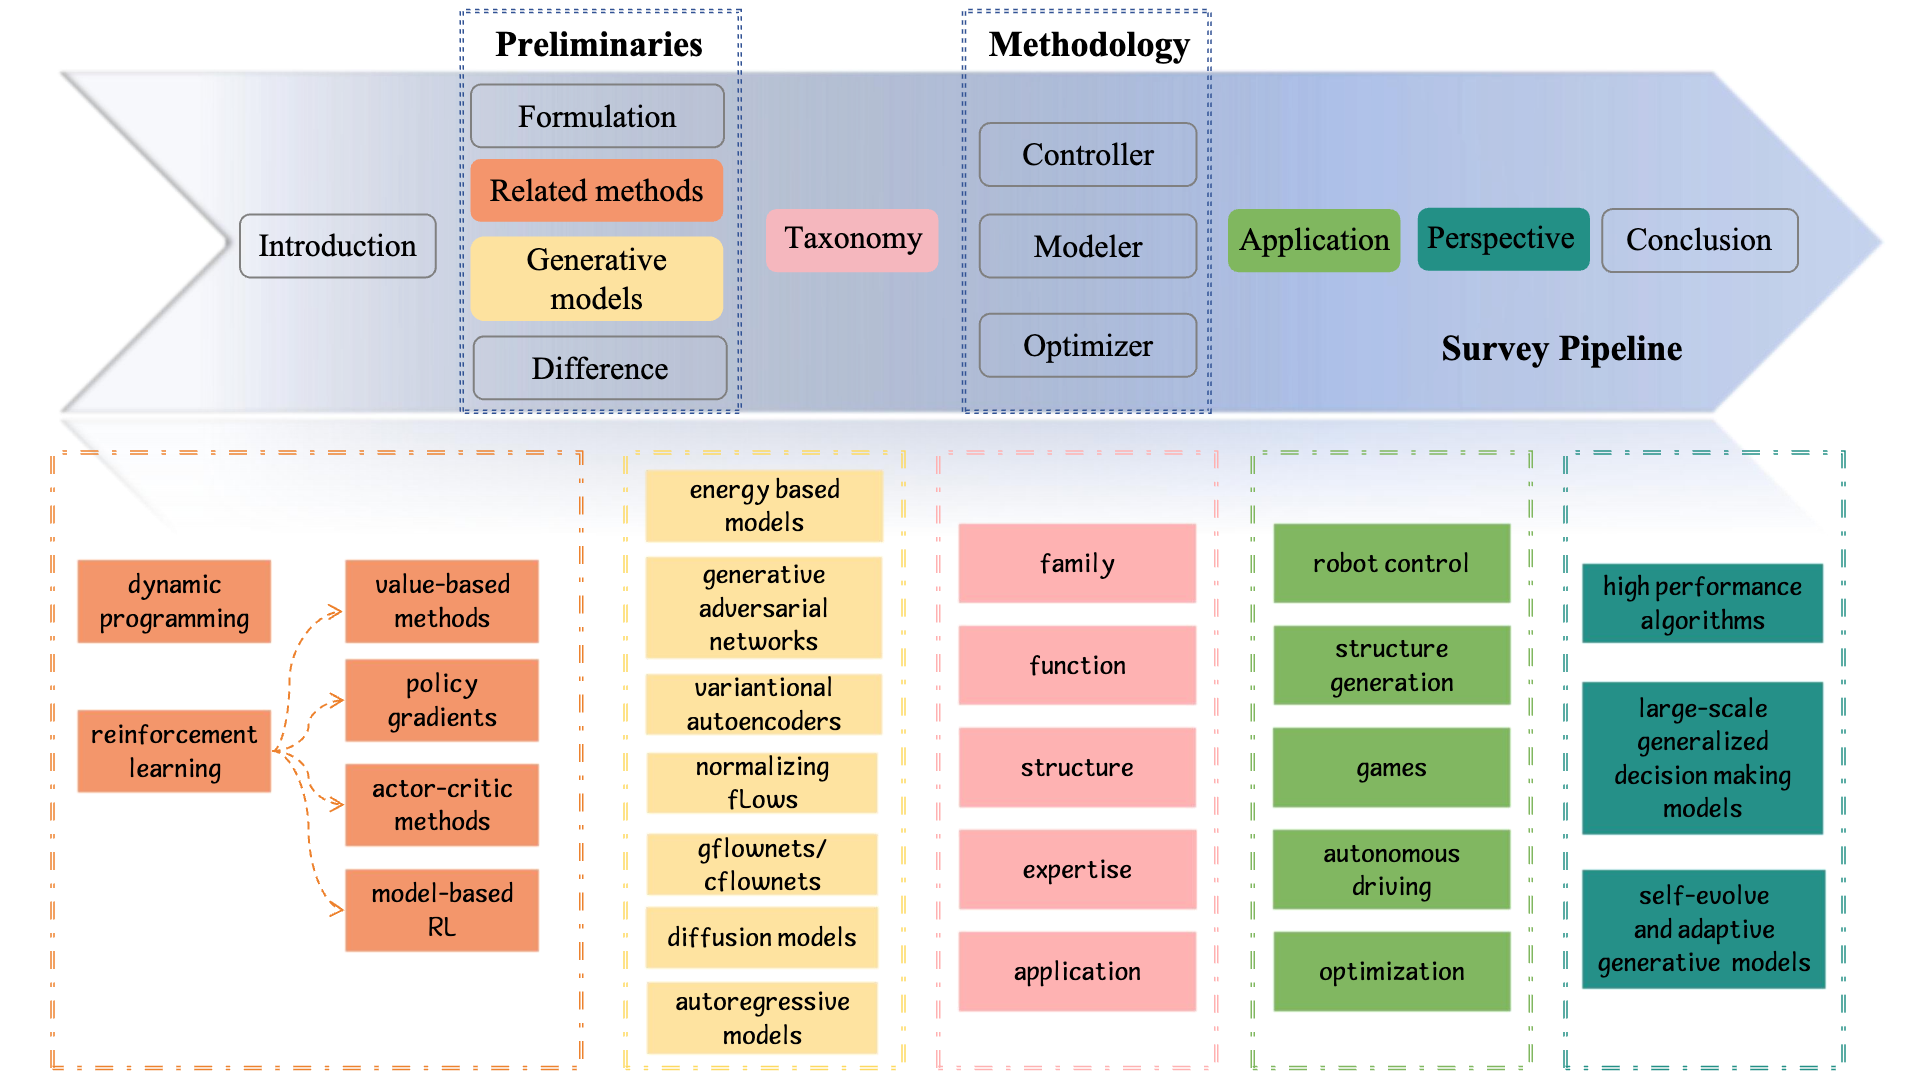 Preliminaries
Methodology
Formulation
Related methods
Generative
models
Difference
Introduction
Taxonomy
Controller
Modeler
Optimizer
Application
Perspective
Conclusion
Survey Pipeline
dynamic
programming
reinforcement
learning
value-based
methods
policy
gradients
actor-critic
methods
model-based
RL
energy based
models
generative
adversarial
networks
variantional
autoencoders
normalizing
fLows
gflownets/
cflownets
diffusion models
autoregressive
models
family
function
structure
expertise
application
robot control
structure
generation
games
autonomous
driving
optimization
high performance
algorithms
large-scale
generalized
decision making
models
self-evolve
and adaptive
generative models